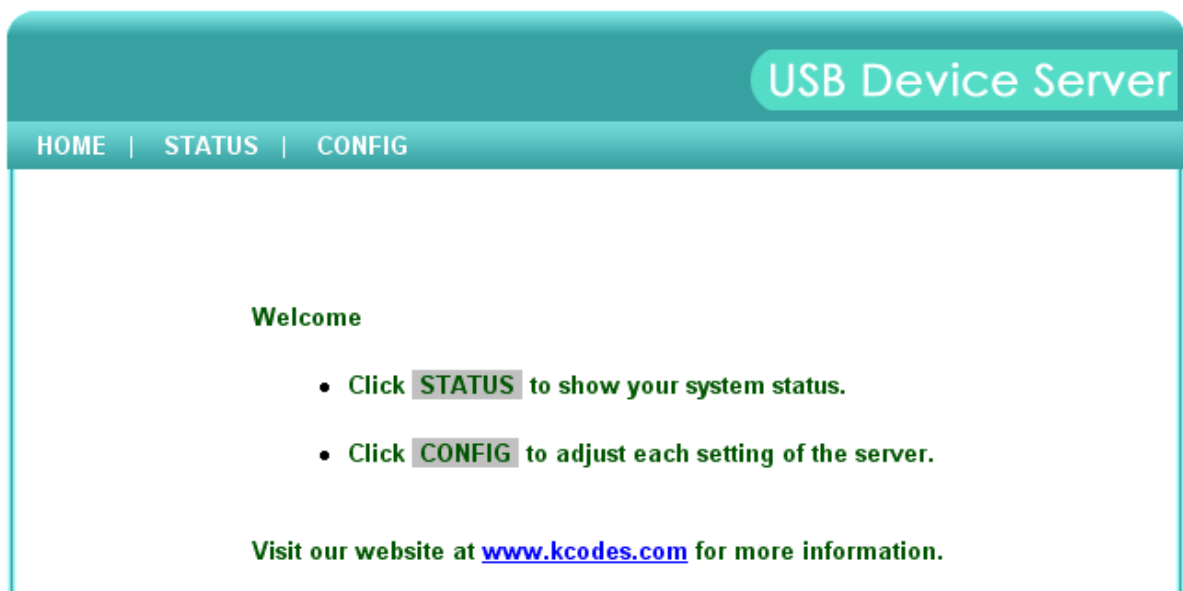 USB Device Server
HOME | STATUS | CONFIG
Welcome
• Click STATUS to show your system status.
• Click CONFIG to adjust each setting of the server.
Visit our website at www.kcodes.com for more information.